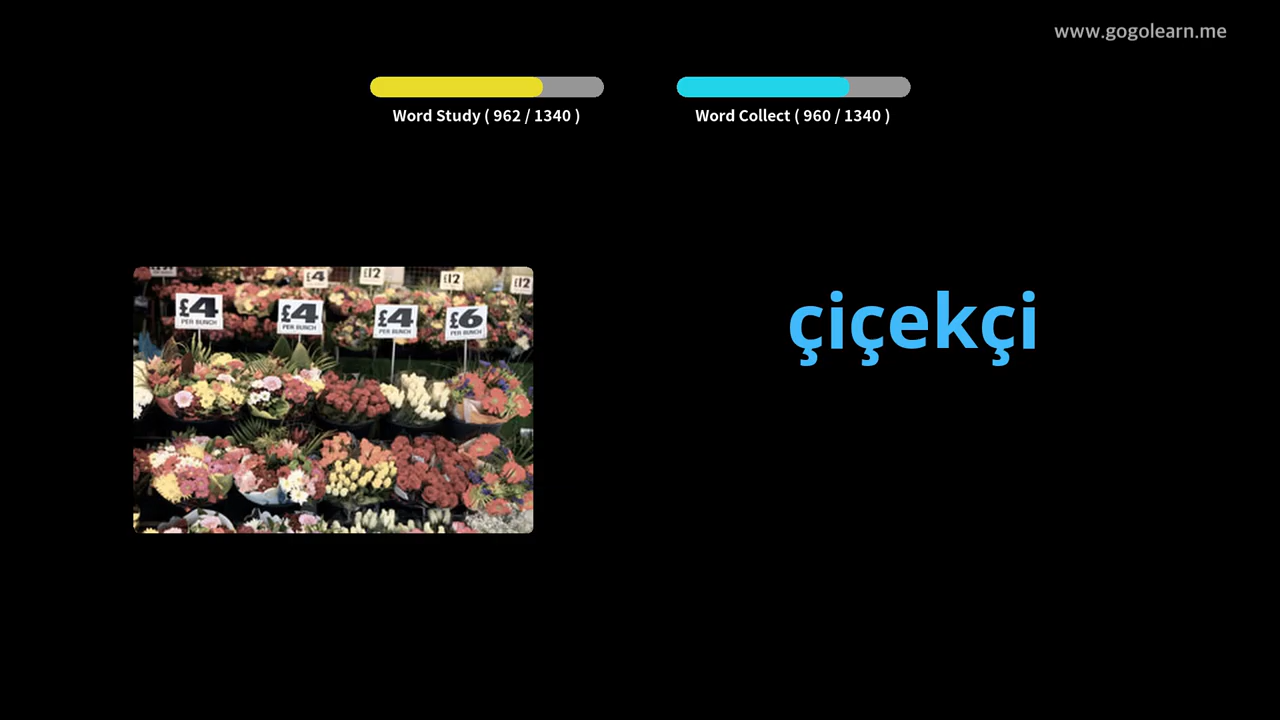 www.gogolearn.me
Word Study ( 962 / 1340 )
Word Collect ( 960 / 1340 )
£4
£12
£12
£12
£4
PER BUNCH
£4
PER BUNCH
£4
PER BUNCH
£6
PER BUNCH
çiçekçi